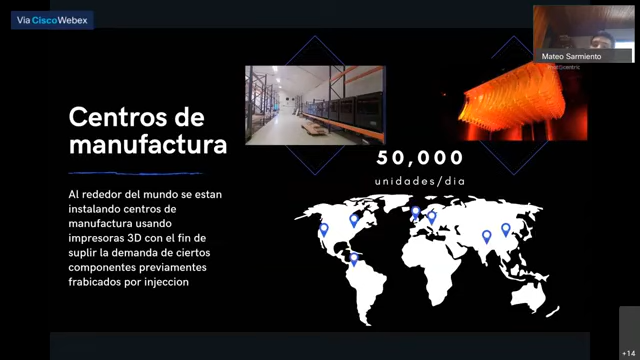 Via Cisco Webex
Mateo Sarmiento
Centros de
manufactura
50,000
unidades/dia
Al rededor del mundo se estan
instalando centros de
manufactura usando
impresoras 3D con el fin de
suplir la demanda de ciertos
componentes previamentes
frabicados por injeccion
+14